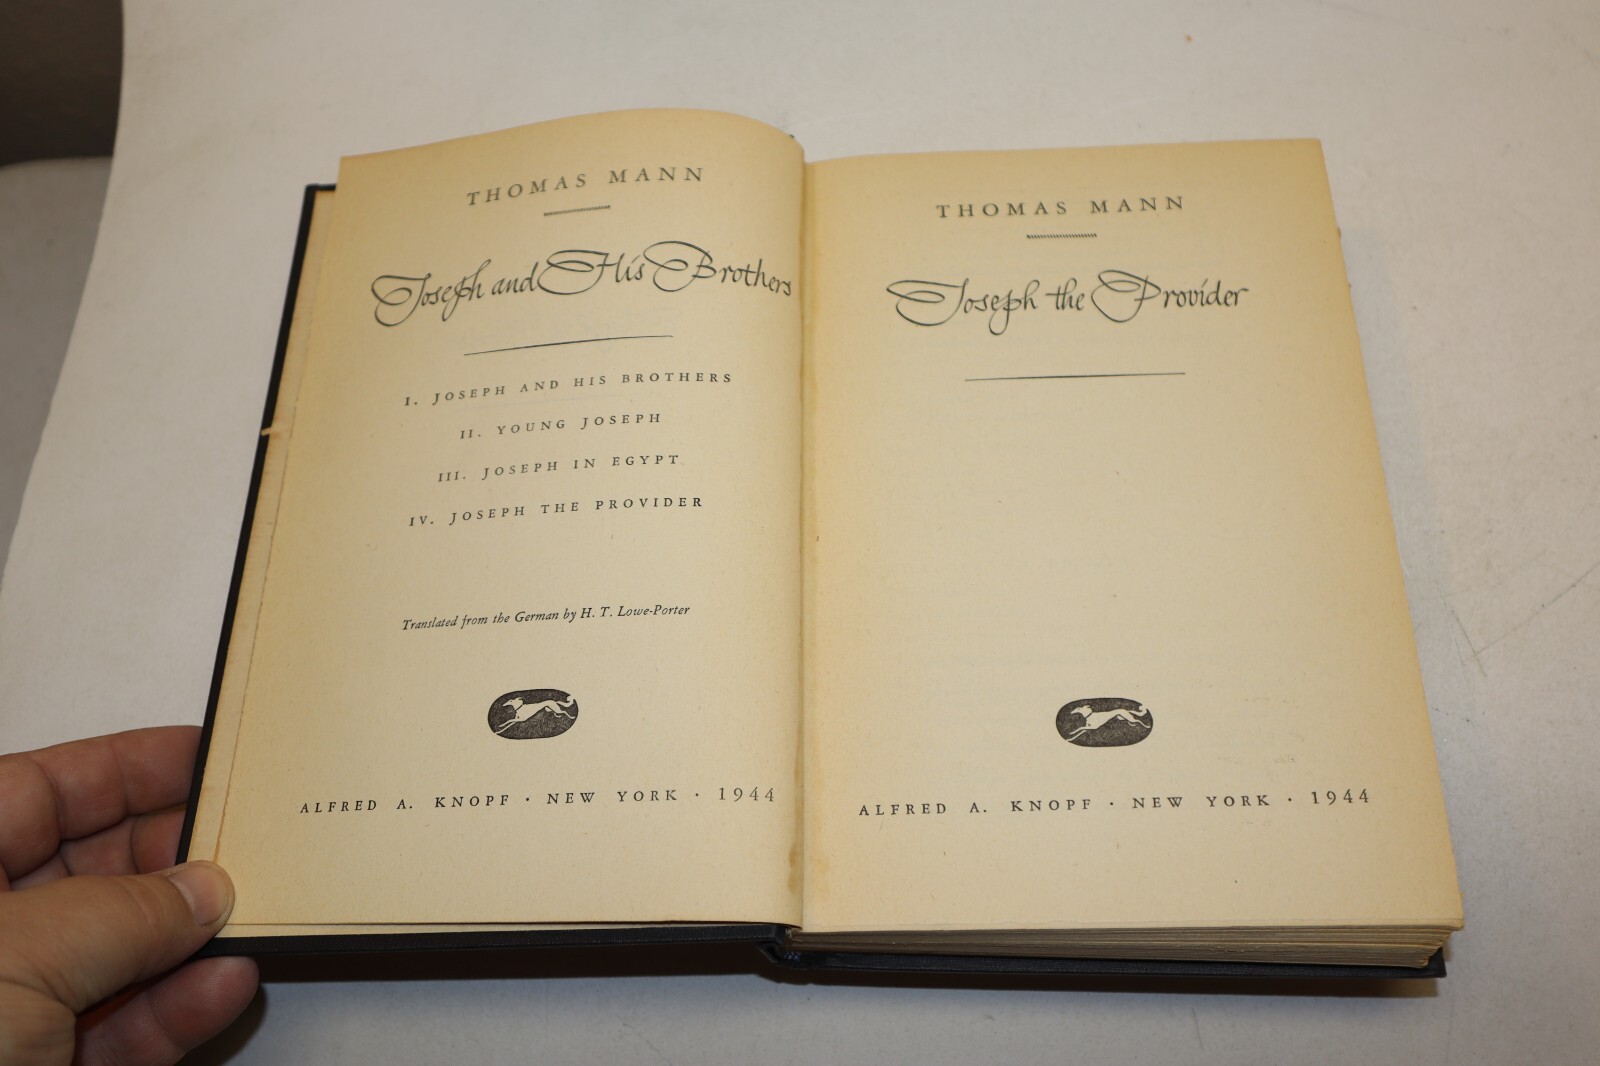 THOMAS MANN
Joseph and His Brothers
I. JOSEPH AND HIS BROTHERS
II. YOUNG JOSEPH
III. JOSEPH IN EGYPT
IV. JOSEPH THE PROVIDER
Translated from the German by H. T. Lowe-Porter
ALFRED A. KNOPF · NEW YORK · 1944
THOMAS MANN
Joseph the Provider
ALFRED A. KNOPF · NEW YORK · 1944